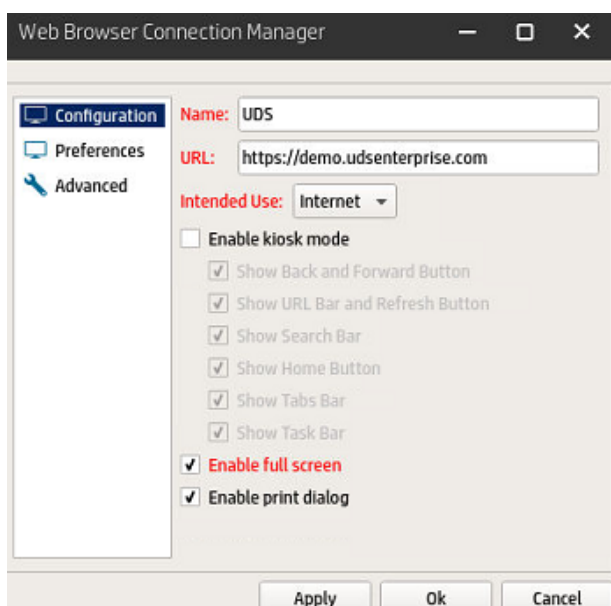 Web Browser Connection Manager
Configuration
Preferences
Advanced
Name: UDS
URL: https://demo.udsenterprise.com
Intended Use: Internet
Enable kiosk mode
Show Back and Forward Button
Show URL Bar and Refresh Button
Show Search Bar
Show Home Button
Show Tabs Bar
Show Task Bar
Enable full screen
Enable print dialog
Apply Ok Cancel